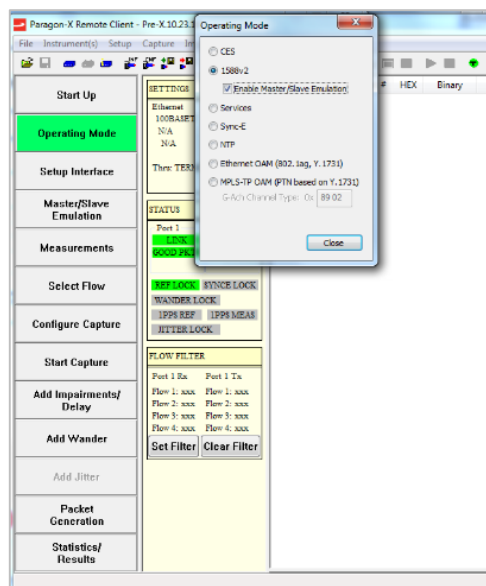 Paragon-X Remote Client - Pre-X.10.23.1
Operating Mode
File Instrument(s) Setup Capture
# HEX Binary
CES
1588v2
Enable Master/Slave Emulation
Services
Sync-E
NTP
Ethernet OAM (802.1ag, Y.1731)
MPLS-TP OAM (PTN based on Y.1731)
G-Ach Channel Type: 0x 89 02
Close
Start Up
Operating Mode
Setup Interface
Master/Slave
Emulation
Measurements
Select Flow
Configure Capture
Start Capture
Add Impairments/
Delay
Add Wander
Add Jitter
Packet
Generation
Statistics/
Results
SETTINGS
Ethernet
100BASET
N/A
N/A
Thru: TERM
STATUS
Port 1
LINK
GOOD PKT
REF LOCK SYNCE LOCK
WANDER LOCK
1PPS REF 1PPS MEAS
JITTER LOCK
FLOW FILTER
Port 1 Rx Port 1 Tx
Flow 1: xxx Flow 1: xxx
Flow 2: xxx Flow 2: xxx
Flow 3: xxx Flow 3: xxx
Flow 4: xxx Flow 4: xxx
Set Filter Clear Filter